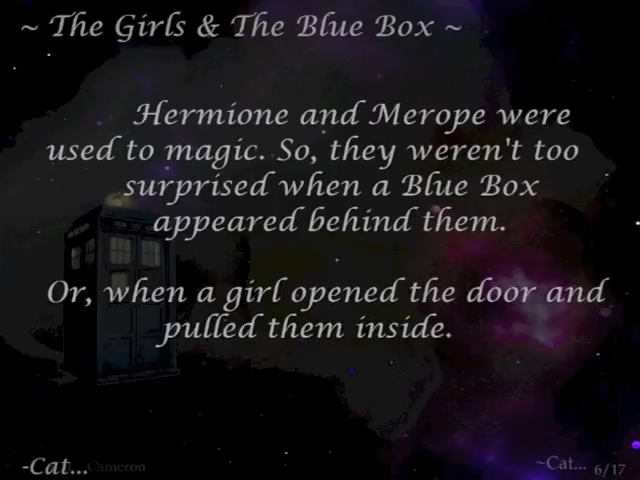 ~ The Girls & The Blue Box ~
Hermione and Merope were
used to magic. So, they weren't too
surprised when a Blue Box
appeared behind them.
Or, when a girl opened the door and
pulled them inside.
-Cat... Cameron
~Cat... 6/17